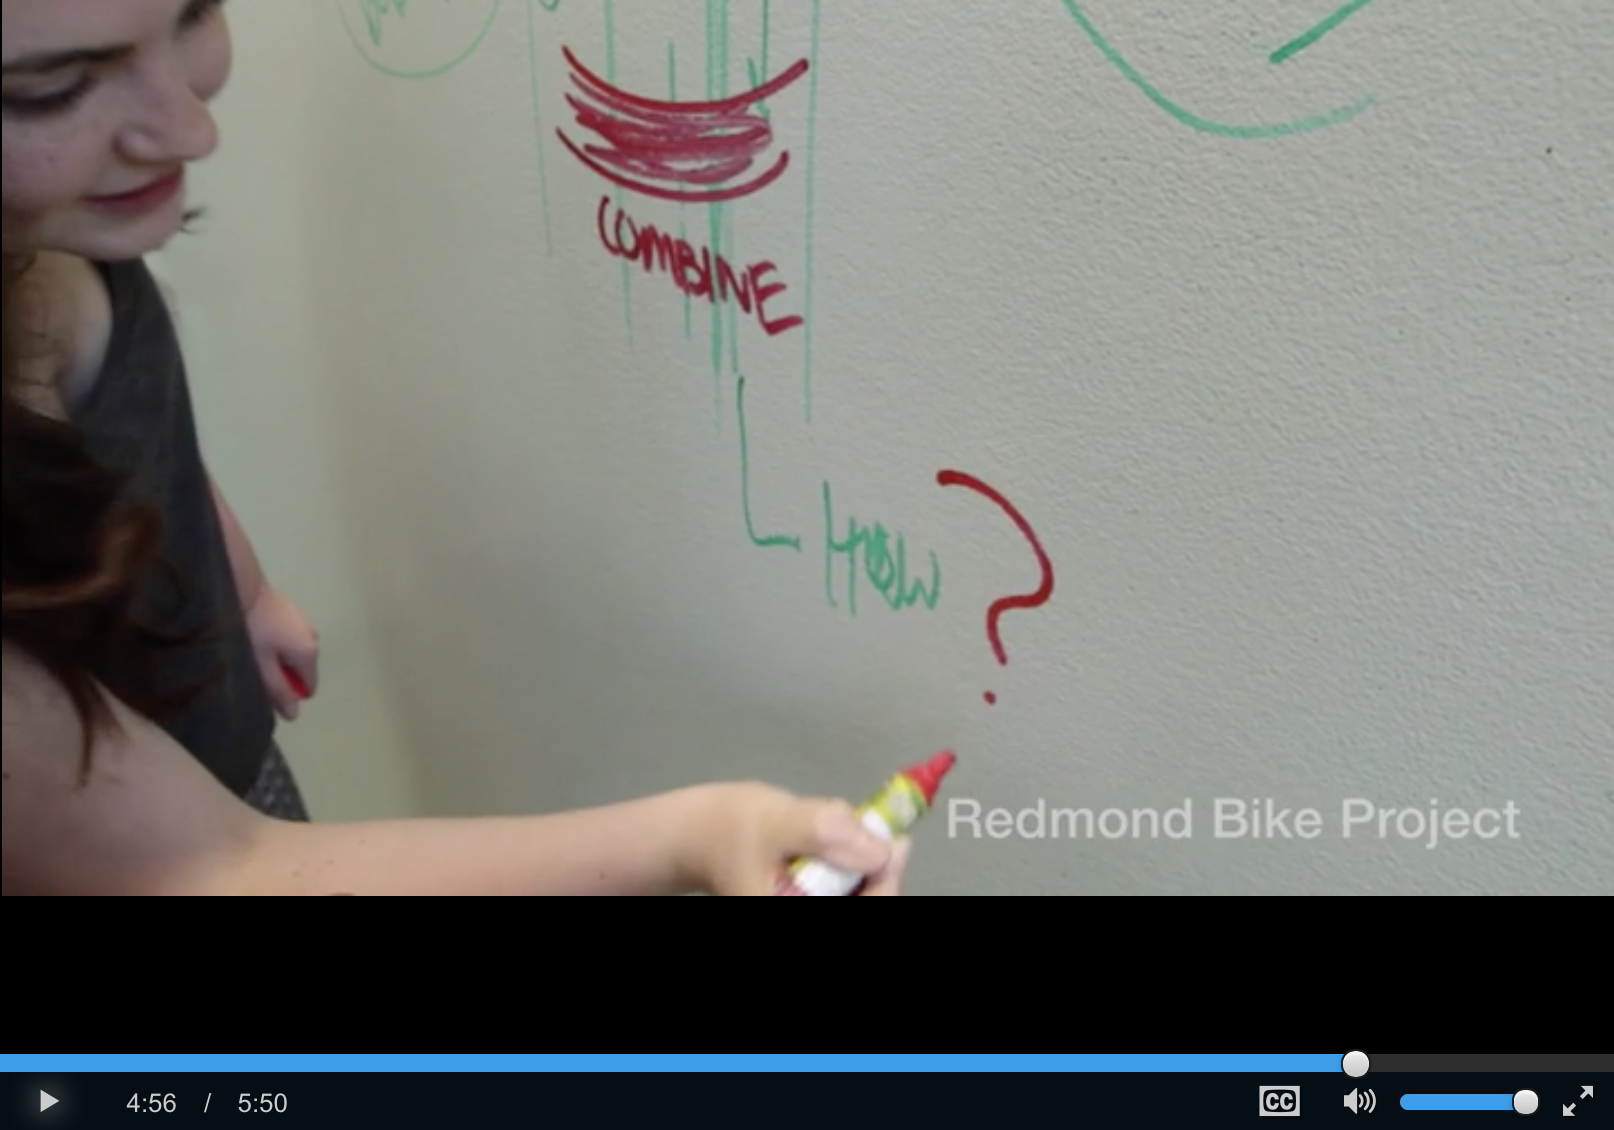 COMBINE
HOW ?
Redmond Bike Project
4:56 / 5:50
CC